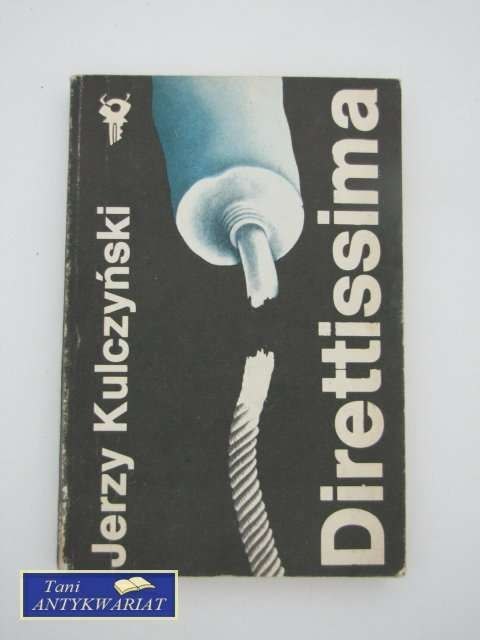 Jerzy Kulczyński
Direttissima
Tani
ANTYKWARIAT